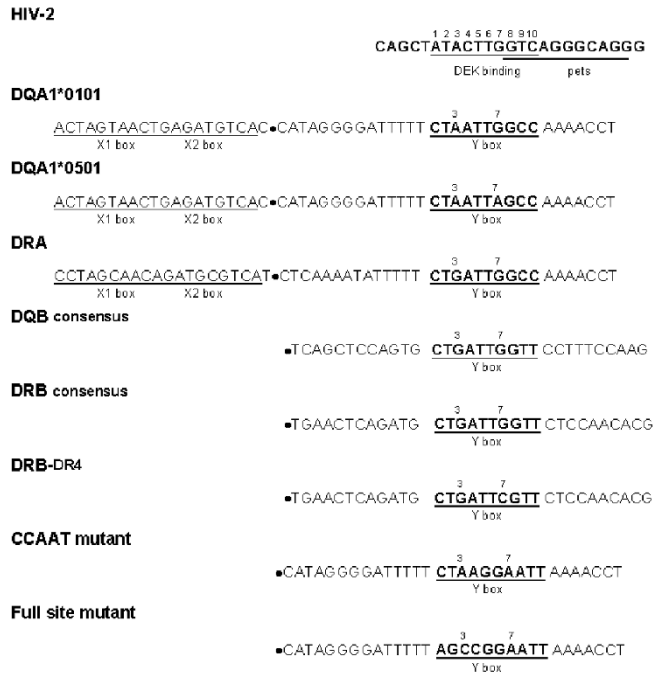 HIV-2
1 2 3 4 5 6 7 8 9 10
CAGCTATACTTGGTCAGGGCAGGG
DEK binding pets
DQA1*0101
3 7
ACTAGTAACTGAGATGTCAC•CATAGGGGATTTTT CTAATTGGCC AAAACCT
X1 box X2 box Y box
DQA1*0501
3 7
ACTAGTAACTGAGATGTCAC•CATAGGGGATTTTT CTAATTAGCC AAAACCT
X1 box X2 box Y box
DRA
3 7
CCTAGCAACAGATGCGTCAT•CTCAAAATATTTTT CTGATTGGCC AAAACCT
X1 box X2 box Y box
DQB consensus
3 7
•TCAGCTCCAGTG CTGATTGGTT CCTTTCCAAG
Y box
DRB consensus
3 7
•TGAACTCAGATG CTGATTGGTT CTCCAACACG
Y box
DRB-DR4
3 7
•TGAACTCAGATG CTGATTCGTT CTCCAACACG
Y box
CCAAT mutant
3 7
•CATAGGGGATTTTT CTAAGGAATT AAAACCT
Y box
Full site mutant
3 7
•CATAGGGGATTTTT AGCCGGAATT AAAACCT
Y box